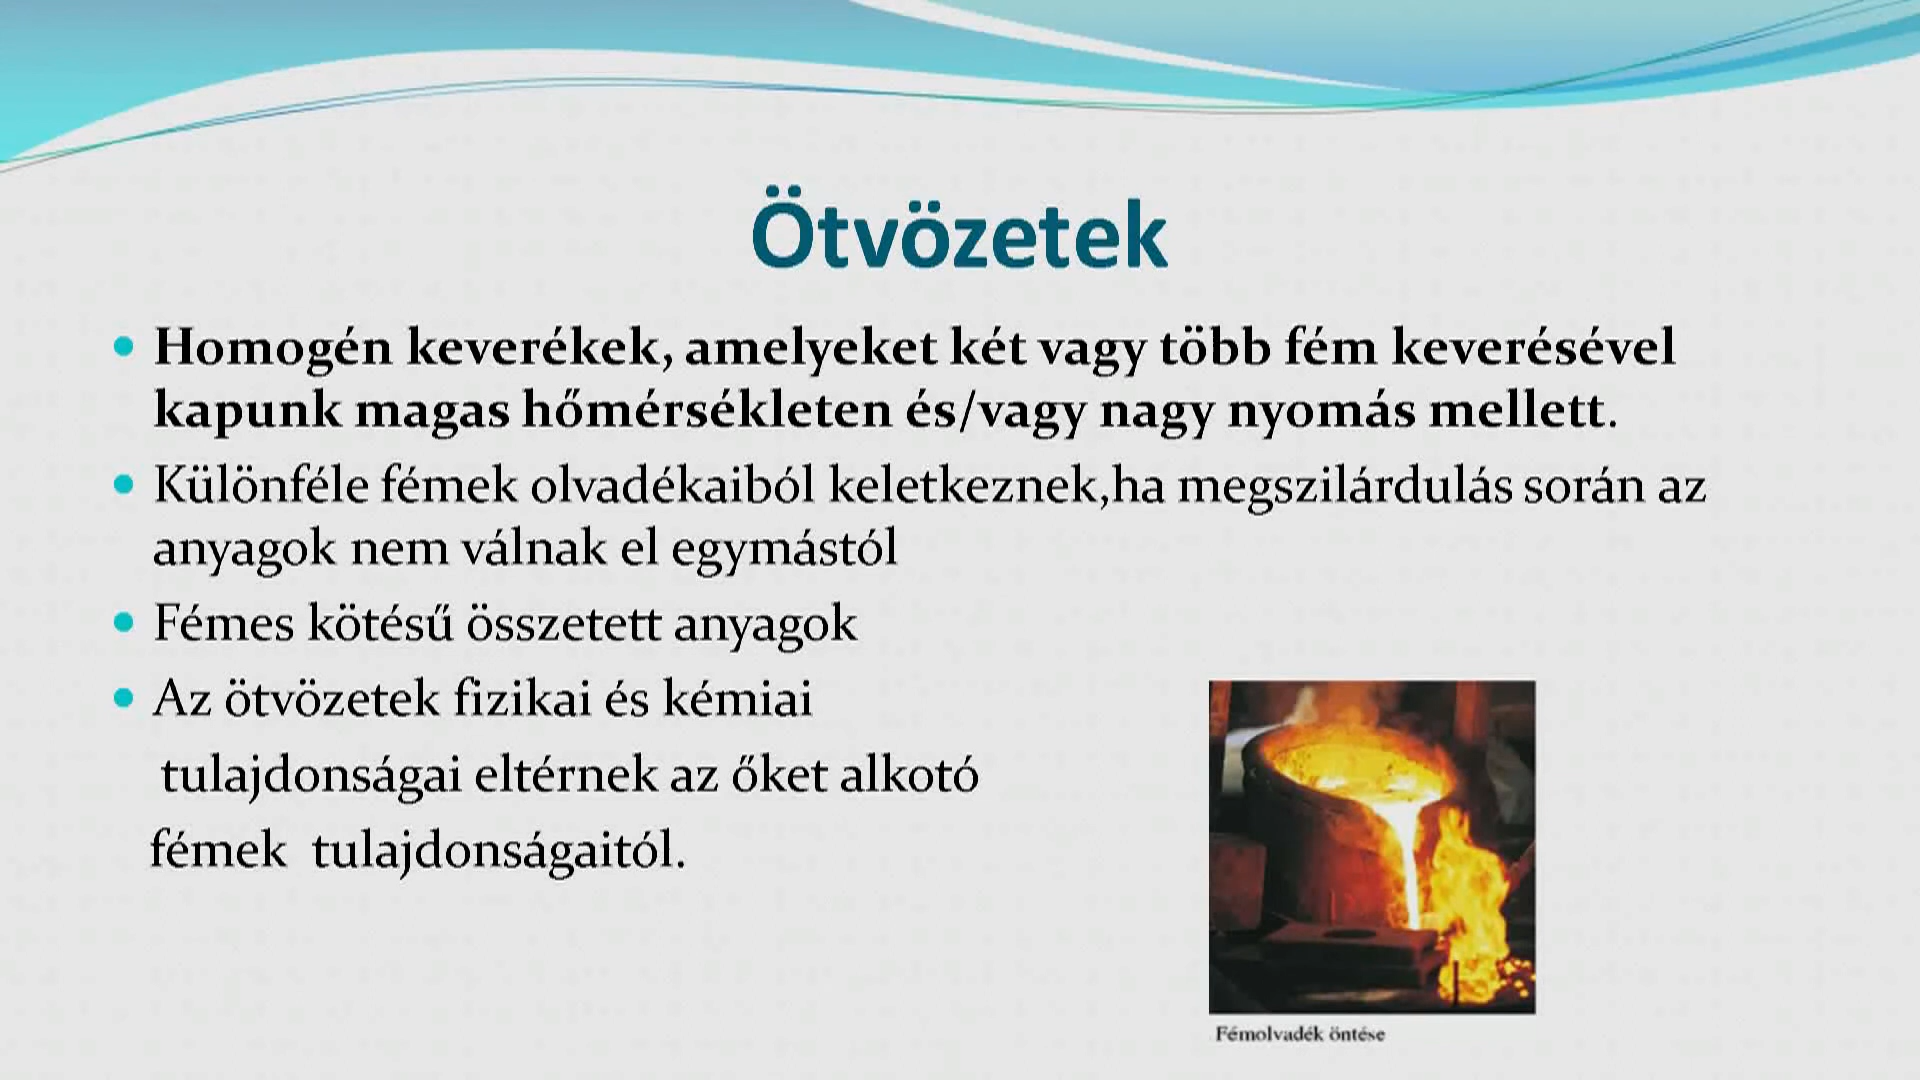 Ötvözetek
• Homogén keverékek, amelyeket két vagy több fém keverésével
kapunk magas hőmérsékleten és/vagy nagy nyomás mellett.
• Különféle fémek olvadékaiból keletkeznek,ha megszilárdulás során az
anyagok nem válnak el egymástól
• Fémes kötésű összetett anyagok
• Az ötvözetek fizikai és kémiai
tulajdonságai eltérnek az őket alkotó
fémek  tulajdonságaitól.
Fémolvadék öntése